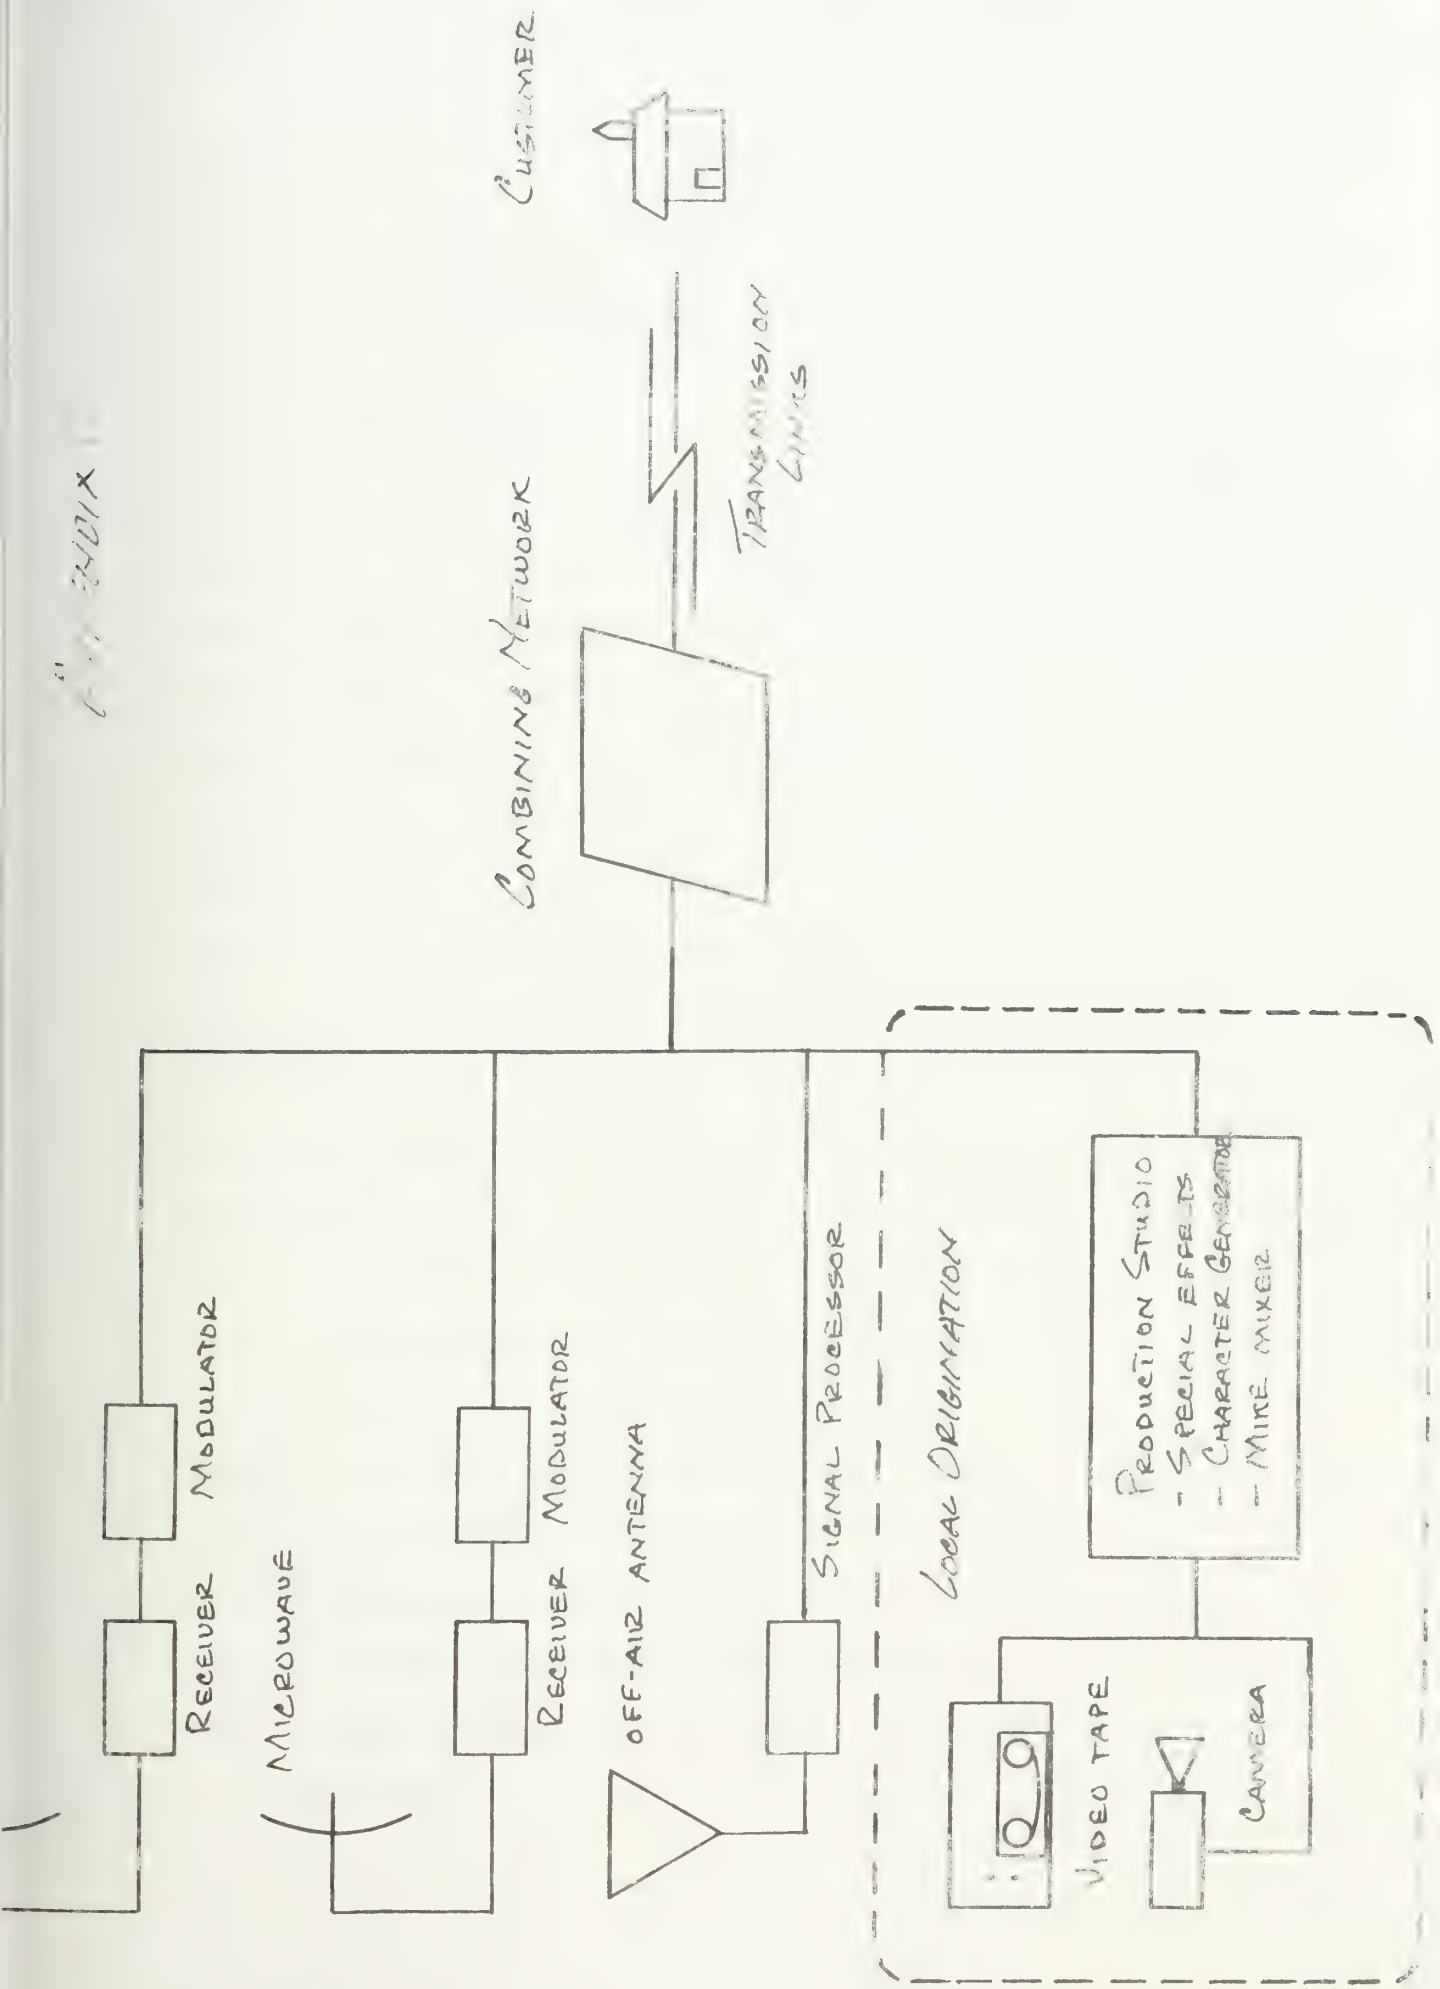 APPENDIX
RECEIVER MODULATOR
MICROWAVE
RECEIVER MODULATOR
COMBINING NETWORK
CUSTOMER
OFF-AIR ANTENNA
TRANSMISSION
LINKS
SIGNAL PROCESSOR
LOCAL ORIGINATION
VIDEO TAPE
PRODUCTION STUDIO
- SPECIAL EFFECTS
- CHARACTER GENERATOR
- MIKE MIXER
CAMERA